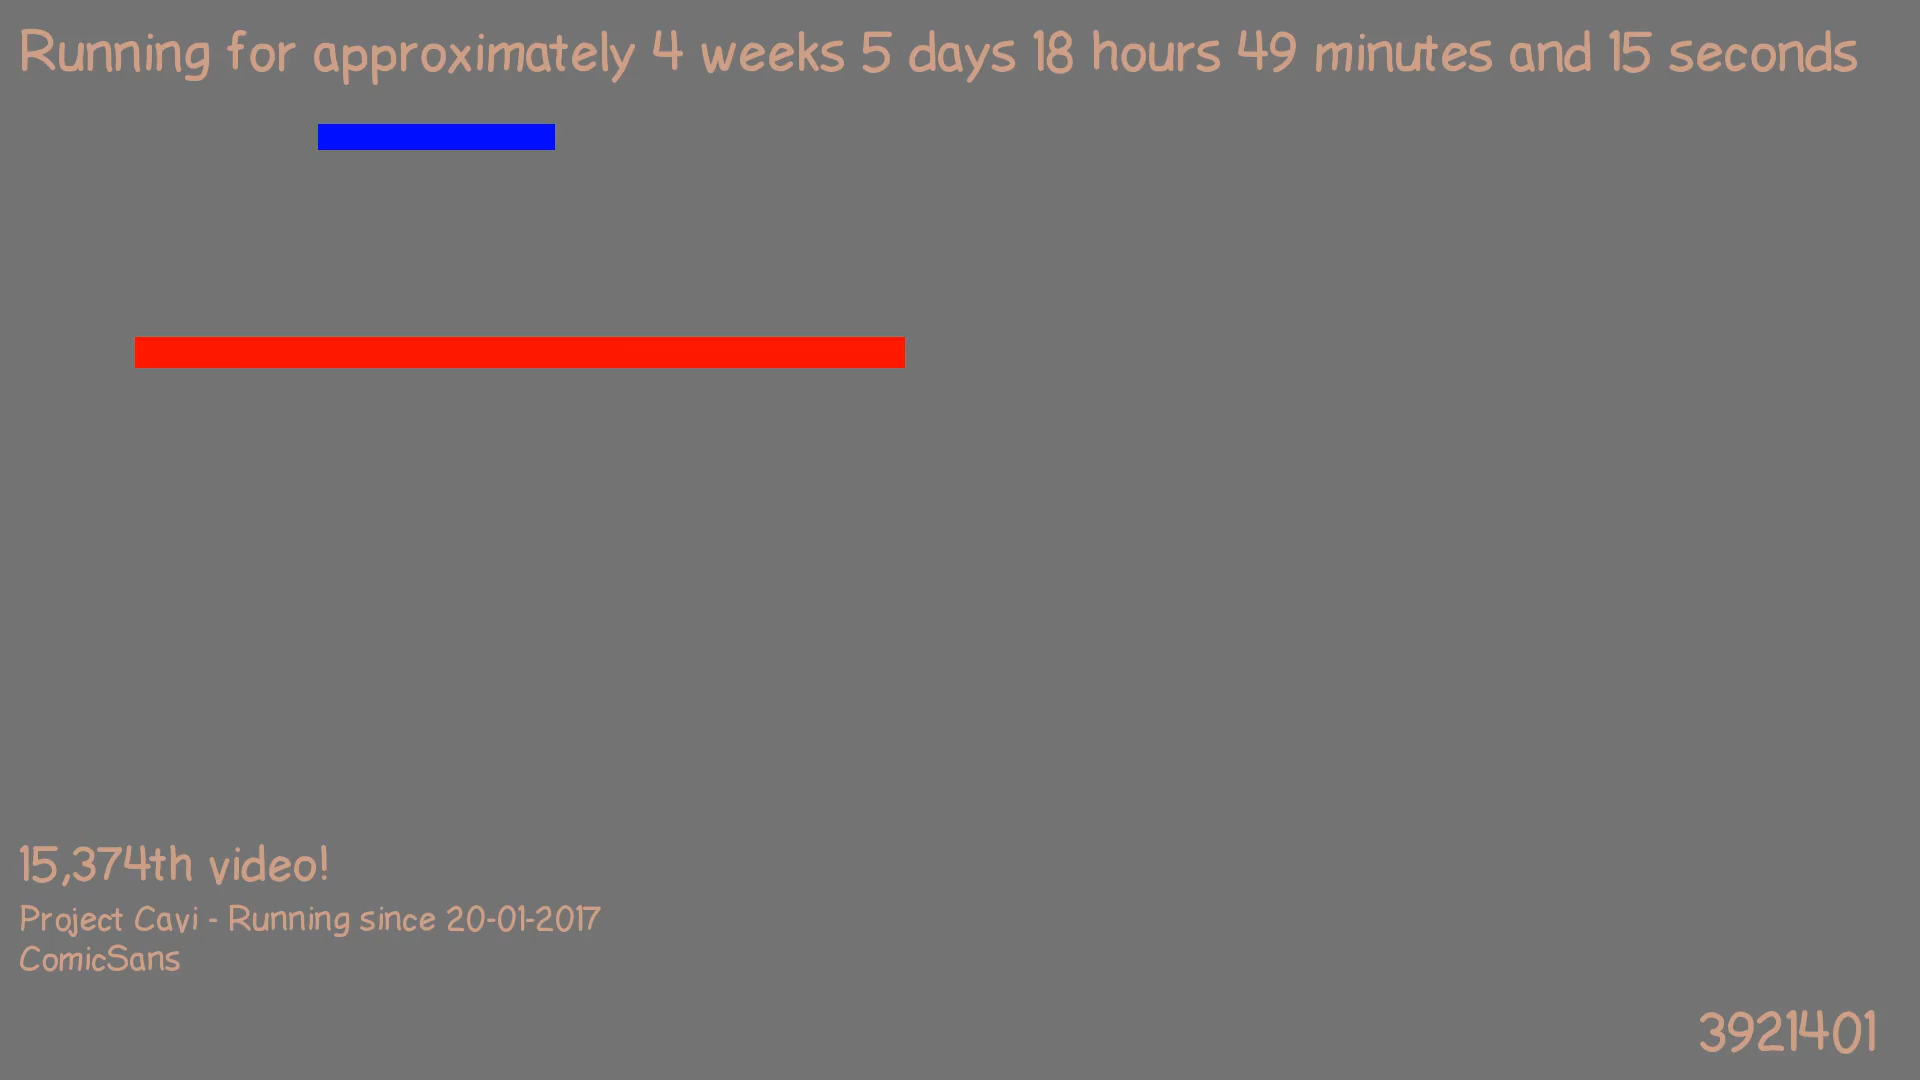 Running for approximately 4 weeks 5 days 18 hours 49 minutes and 15 seconds
15,374th video!
Project Cavi - Running since 20-01-2017
ComicSans
3921401